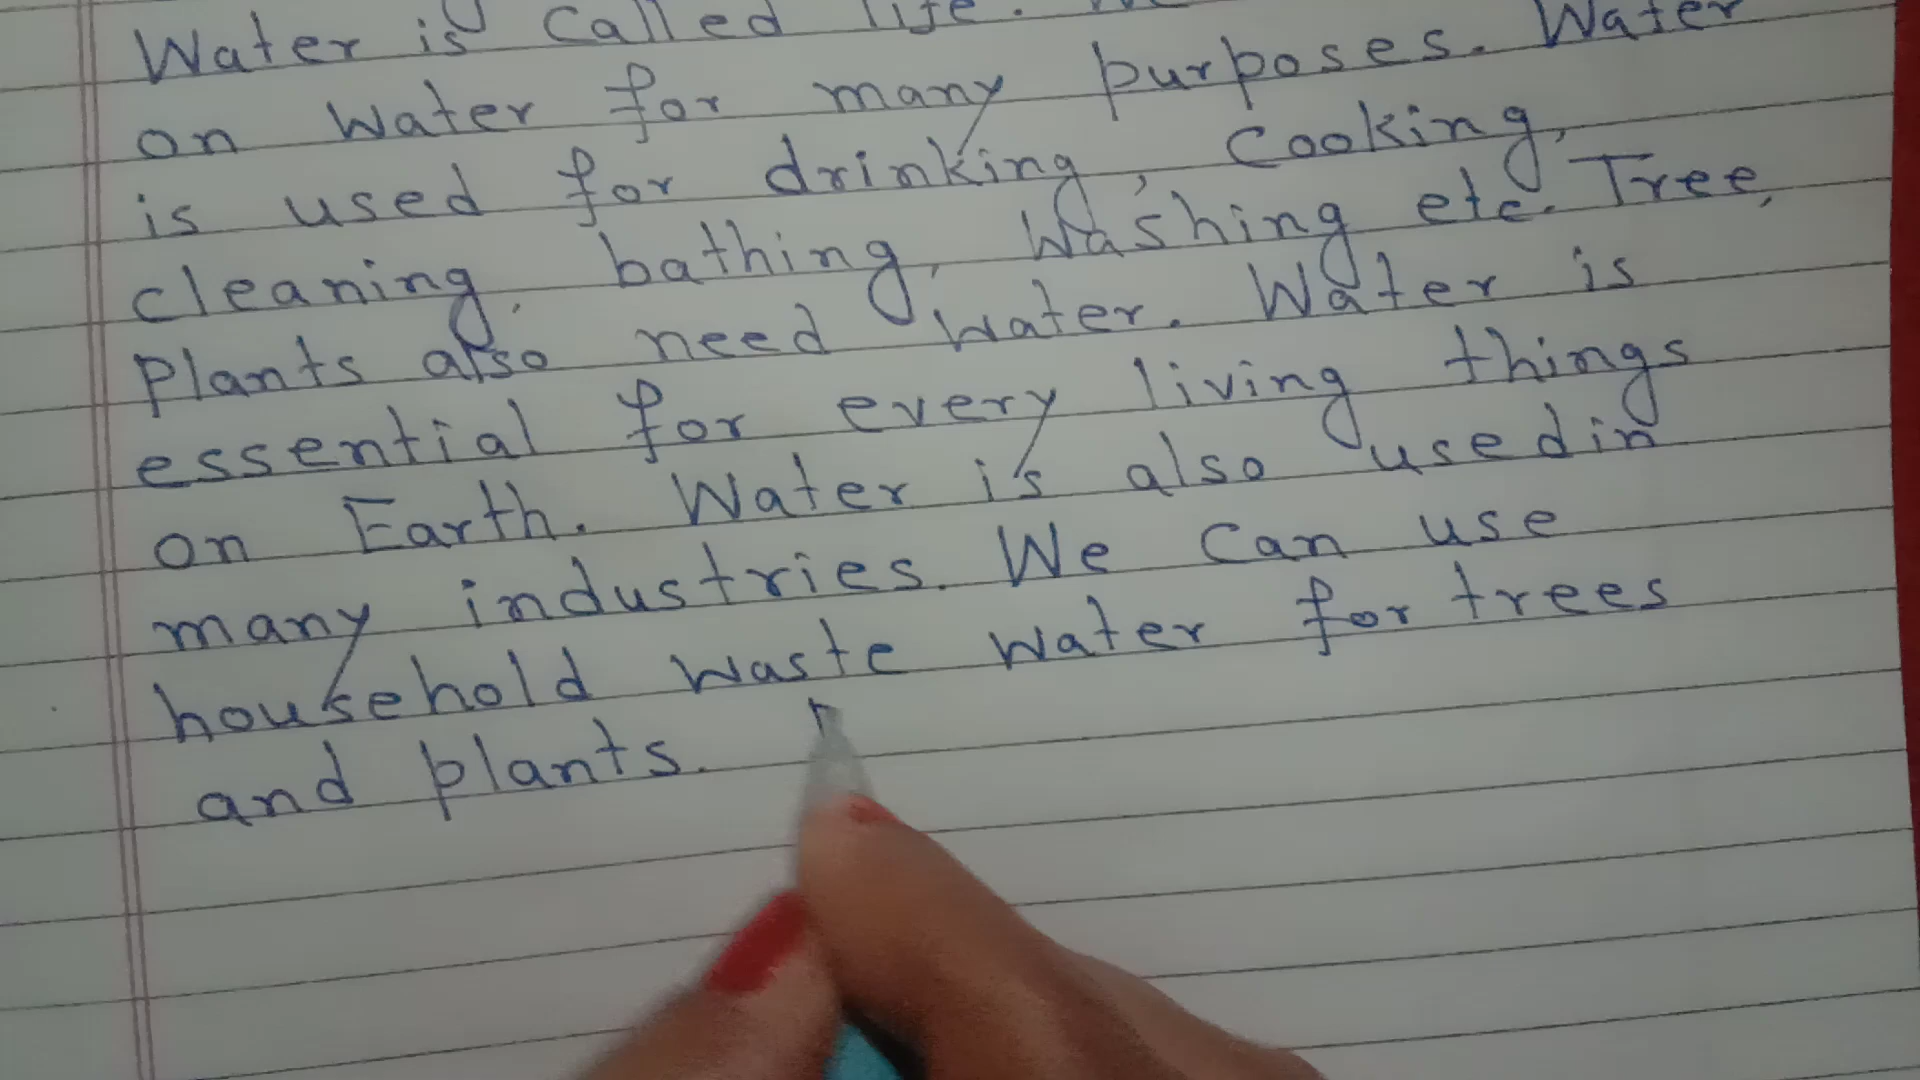 Water is called life.
on water for many purposes. Water
is used for drinking, cooking,
cleaning, bathing, washing etc. Tree,
Plants also need water. Water is
essential for every living things
on Earth. Water is also used in
many industries. We can use
household waste water for trees
and plants.